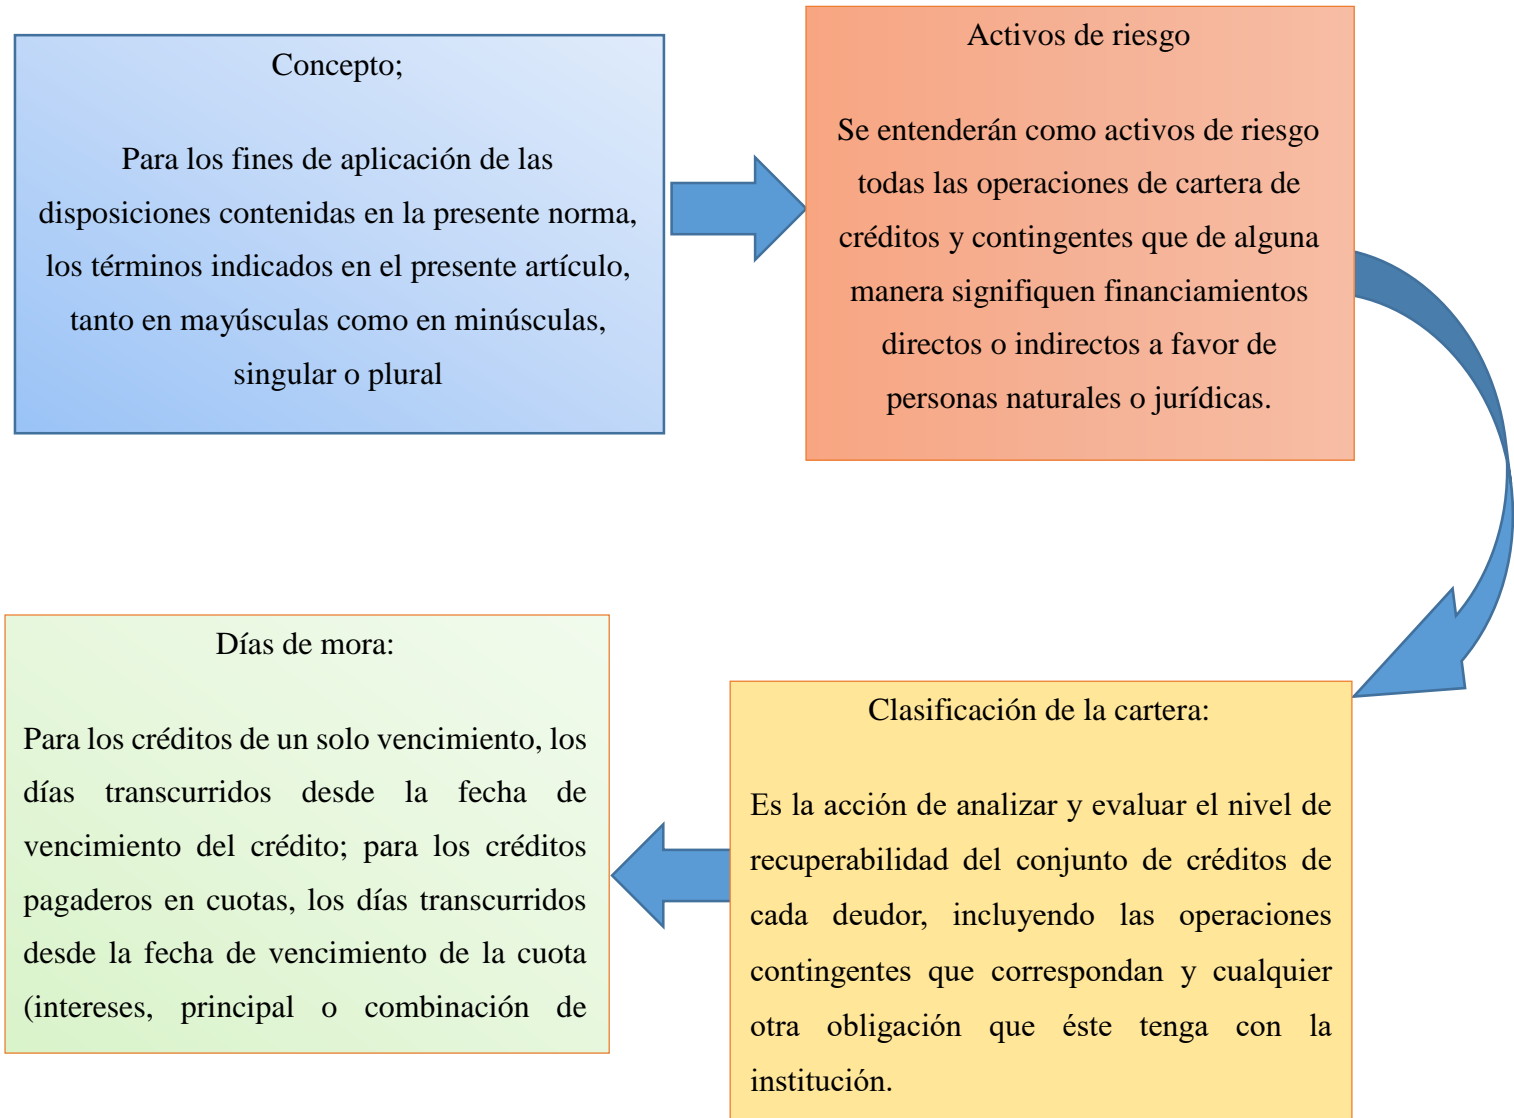 Concepto;
Para los fines de aplicación de las
disposiciones contenidas en la presente norma,
los términos indicados en el presente artículo,
tanto en mayúsculas como en minúsculas,
singular o plural
Activos de riesgo
Se entenderán como activos de riesgo
todas las operaciones de cartera de
créditos y contingentes que de alguna
manera signifiquen financiamientos
directos o indirectos a favor de
personas naturales o jurídicas.
Clasificación de la cartera:
Es la acción de analizar y evaluar el nivel de
recuperabilidad del conjunto de créditos de
cada deudor, incluyendo las operaciones
contingentes que correspondan y cualquier
otra obligación que éste tenga con la
institución.
Días de mora:
Para los créditos de un solo vencimiento, los
días transcurridos desde la fecha de
vencimiento del crédito; para los créditos
pagaderos en cuotas, los días transcurridos
desde la fecha de vencimiento de la cuota
(intereses, principal o combinación de